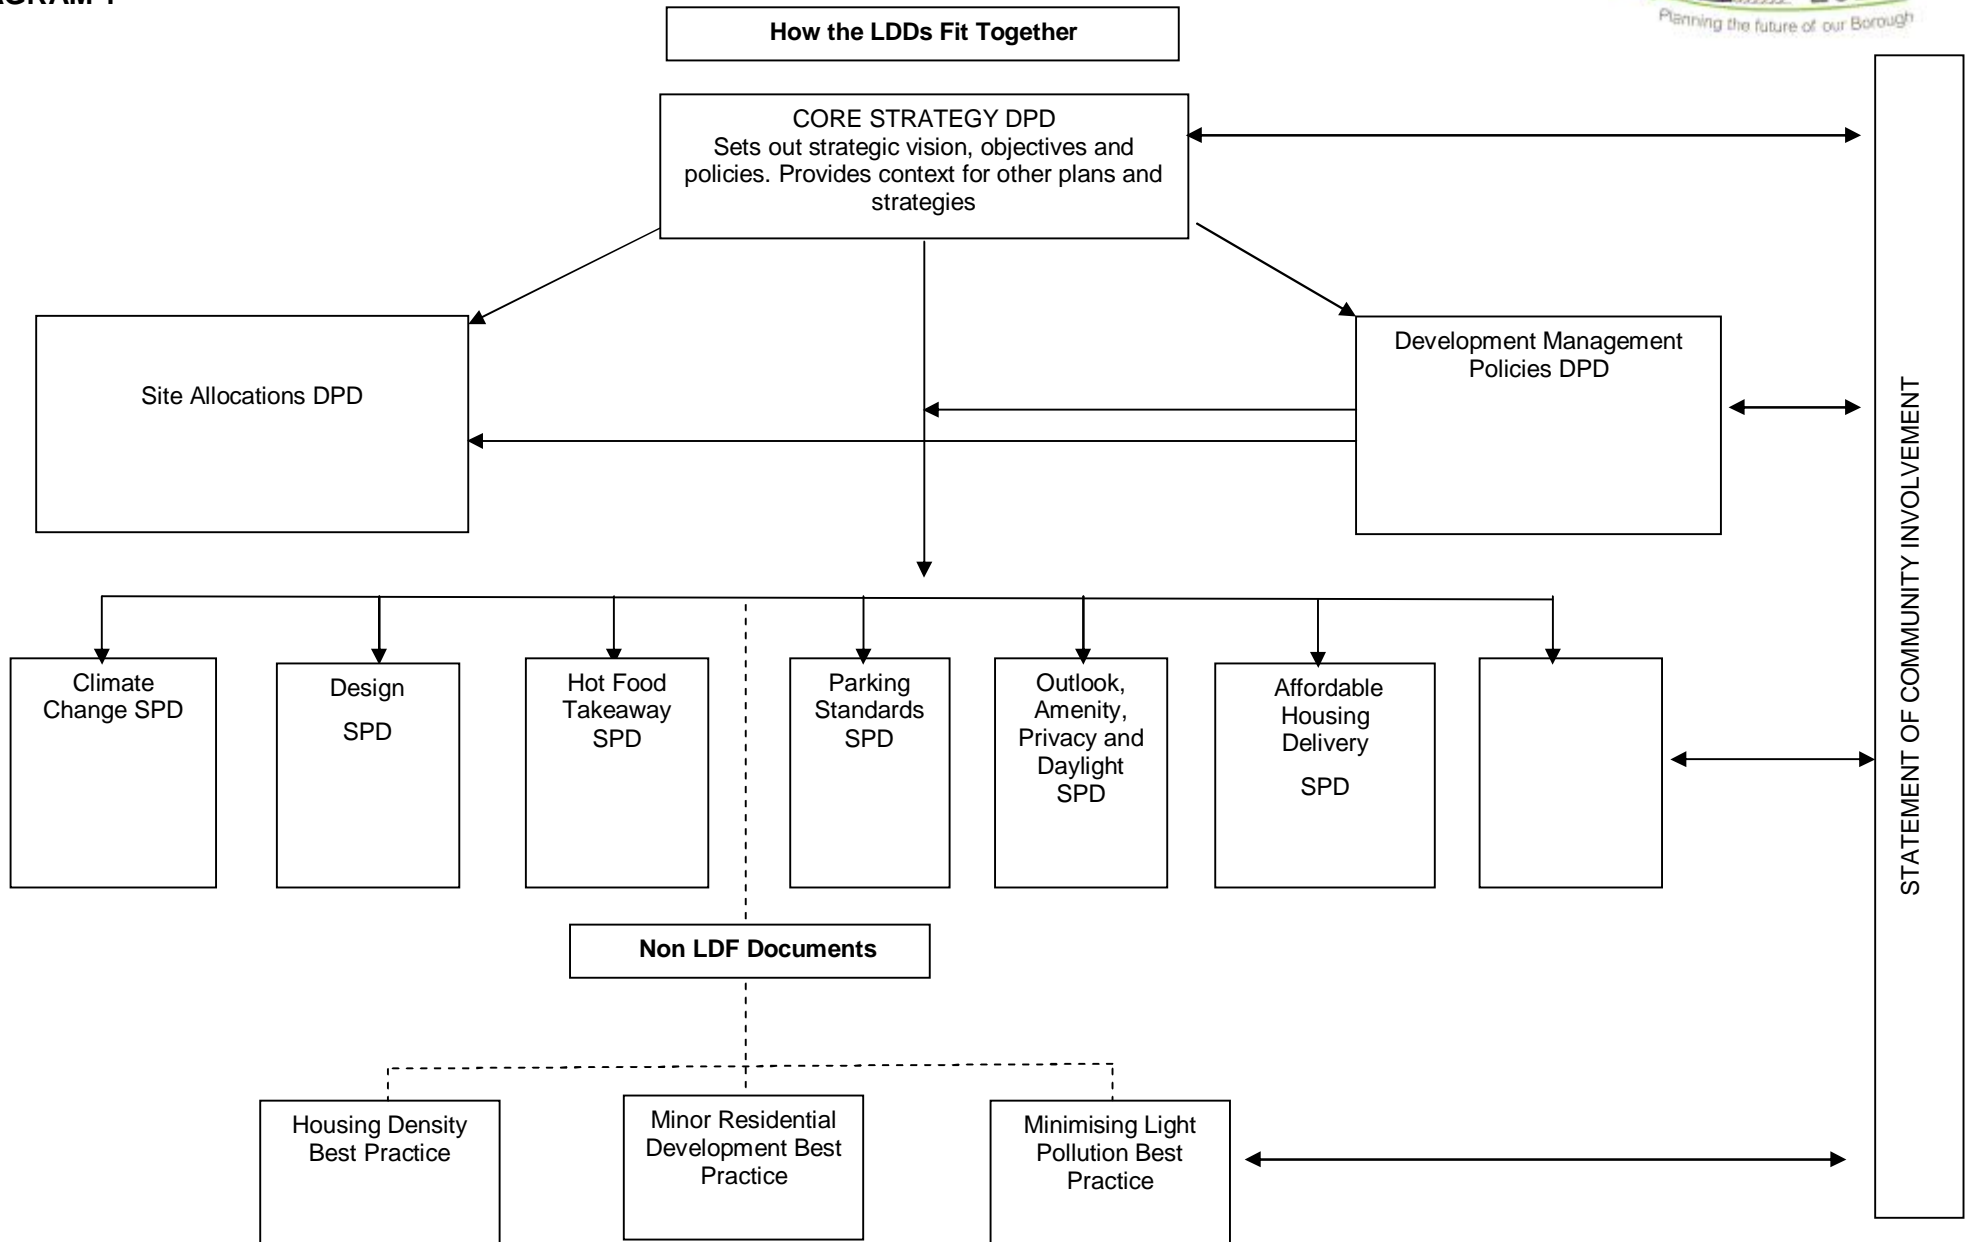 How the LDDs Fit Together
Planning the future of our Borough
CORE STRATEGY DPD
Sets out strategic vision, objectives and
policies. Provides context for other plans and
strategies
Site Allocations DPD
Development Management
Policies DPD
STATEMENT OF COMMUNITY INVOLVEMENT
Climate
Change SPD
Design
SPD
Hot Food
Takeaway
SPD
Parking
Standards
SPD
Outlook,
Amenity,
Privacy and
Daylight
SPD
Affordable
Housing
Delivery
SPD
Non LDF Documents
Housing Density
Best Practice
Minor Residential
Development Best
Practice
Minimising Light
Pollution Best
Practice